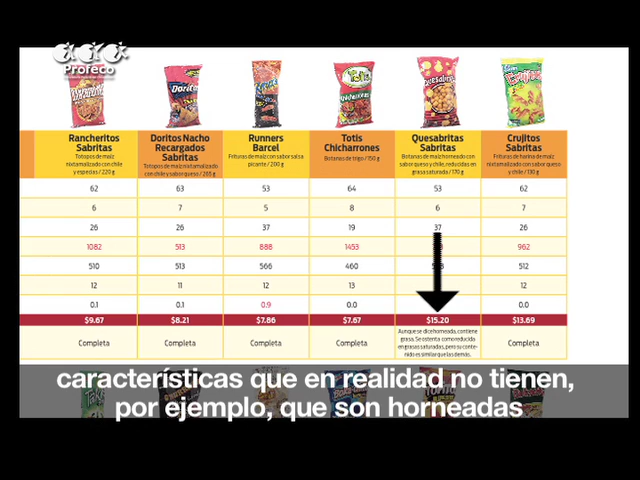 Profeco
Rancheritos
Sabritas
Totopos de maíz
nixtamalizado con chile
y especias / 220 g
Doritos Nacho
Recargados
Sabritas
Totopos de maíz nixtamalizado
con chile y sabor queso / 265 g
Runners
Barcel
Frituras de maíz con sabor salsa
picante / 200 g
Totis
Chicharrones
Botanas de trigo / 150 g
Quesabritas
Sabritas
Botanas de maíz horneado con
sabor queso y chile, reducidas en
grasa saturada / 170 g
Crujitos
Sabritas
Frituras de harina de maíz
nixtamalizado con sabor queso
y chile / 130 g
62 63 53 64 53 62
6 7 5 8 6 7
26 26 37 19 37 26
1082 513 888 1453 962
510 513 566 460 512
12 11 12 13 12
0.1 0.1 0.9 0.0 0.0
$9.67 $8.21 $7.86 $7.67 $15.20 $13.69
Completa Completa Completa Completa Completa
Aunque se dice horneada, contiene
grasa. Se ostenta como reducida
en grasas saturadas, pero su conte-
nido es similar que las demás.
características que en realidad no tienen,
por ejemplo, que son horneadas